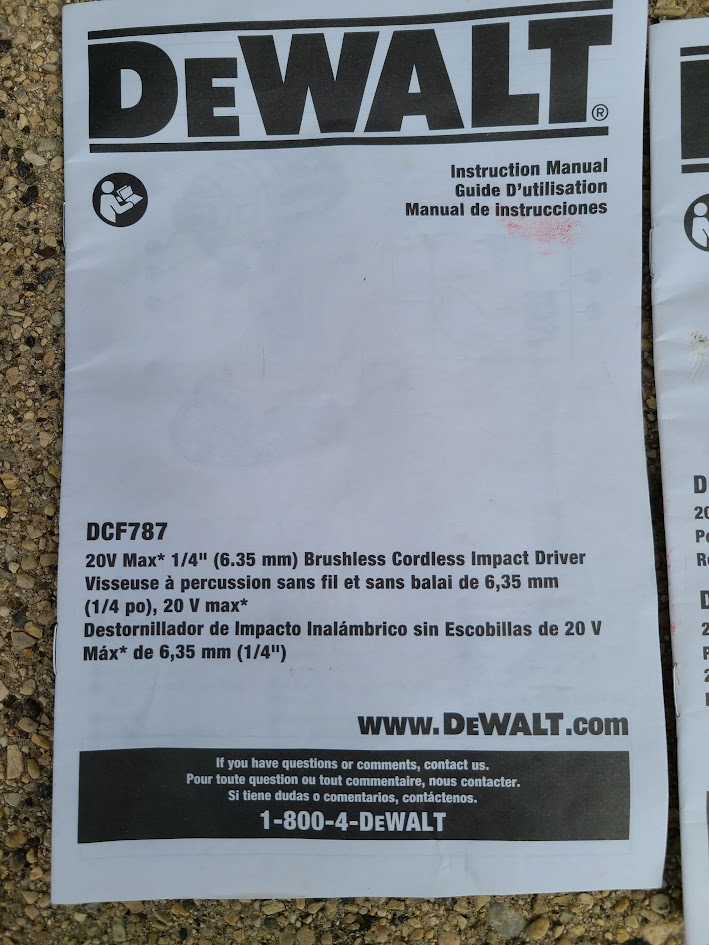 DEWALT®
Instruction Manual
Guide D'utilisation
Manual de instrucciones
DCF787
20V Max* 1/4" (6.35 mm) Brushless Cordless Impact Driver
Visseuse à percussion sans fil et sans balai de 6,35 mm
(1/4 po), 20 V max*
Destornillador de Impacto Inalámbrico sin Escobillas de 20 V
Máx* de 6,35 mm (1/4")
www.DEWALT.com
If you have questions or comments, contact us.
Pour toute question ou tout commentaire, nous contacter.
Si tiene dudas o comentarios, contáctenos.
1-800-4-DEWALT